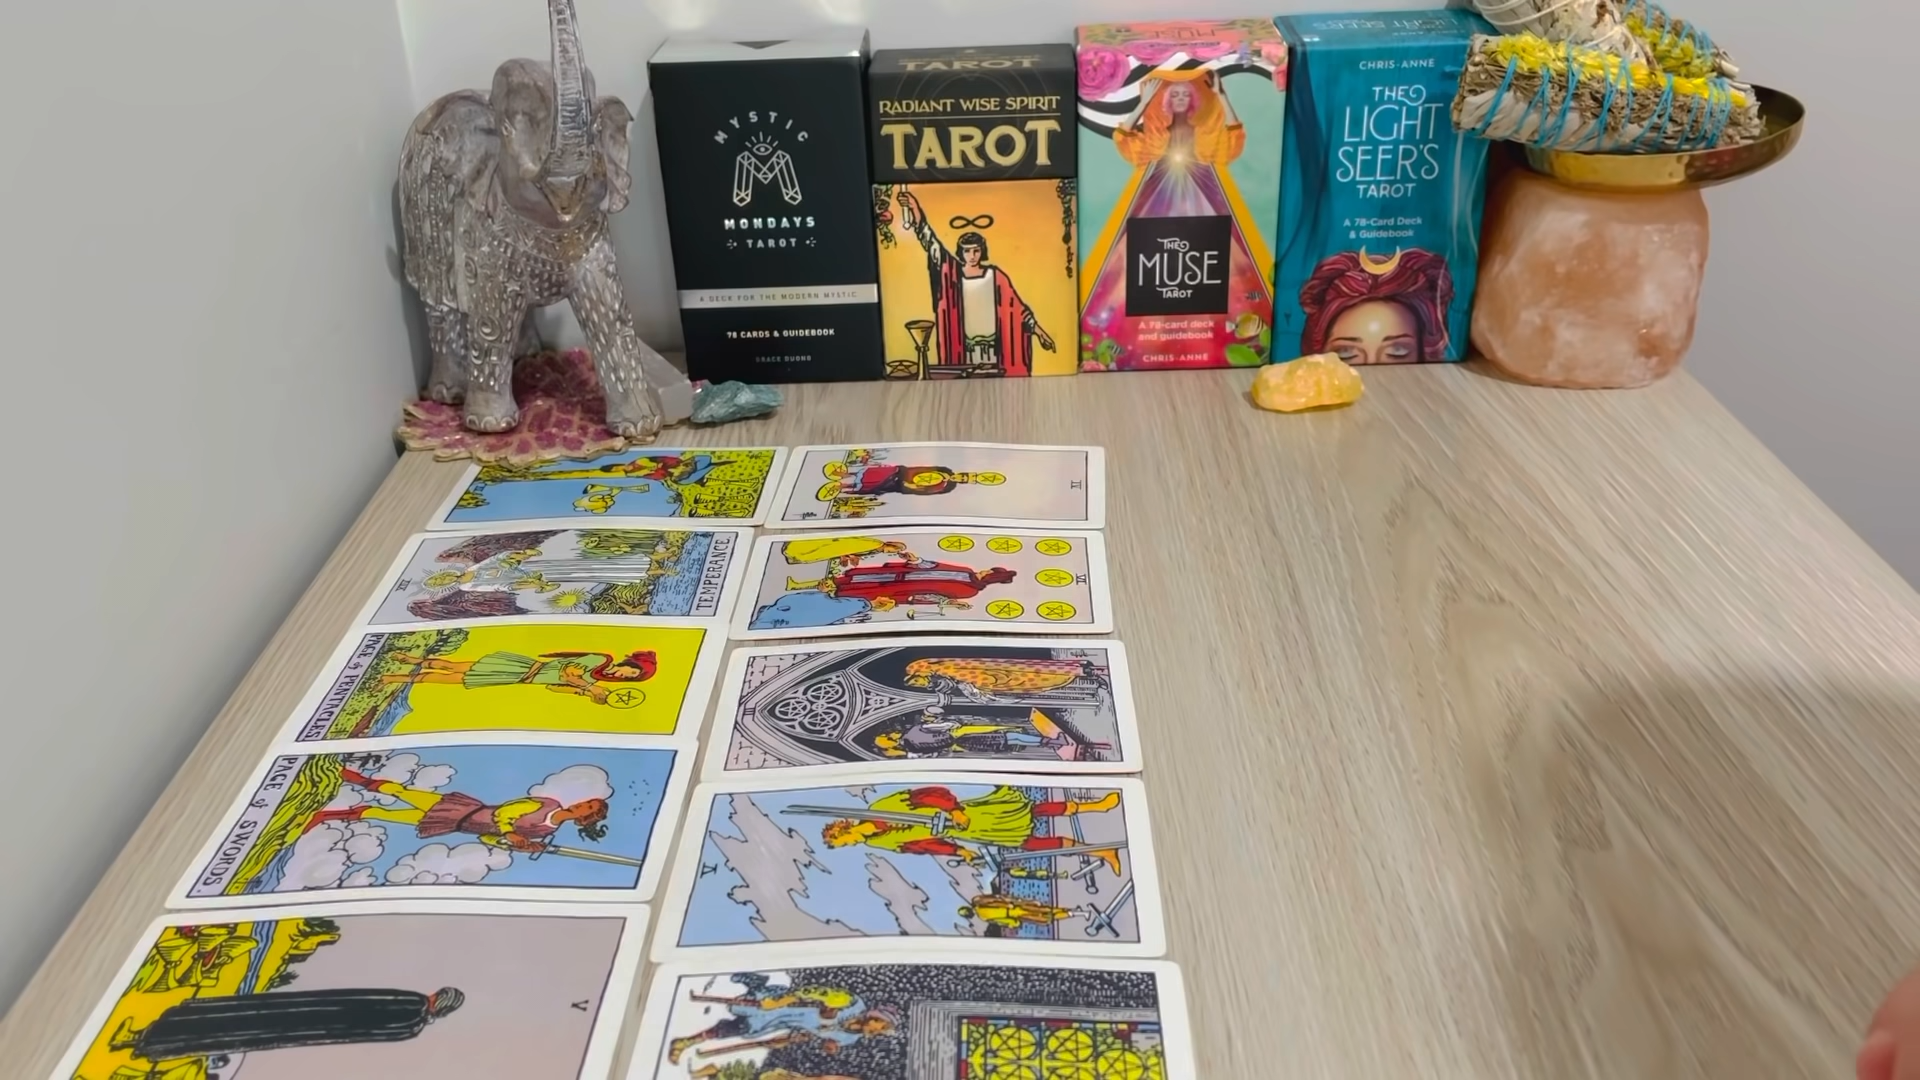 MYSTIC
MONDAYS
TAROT
A DECK FOR THE MODERN MYSTIC
78 CARDS & GUIDEBOOK
GRACE DUONG
TAROT
RADIANT WISE SPIRIT
TAROT
MUSE
THE
MUSE
TAROT
A 78-card deck
and guidebook
CHRIS-ANNE
CHRIS-ANNE
THE
LIGHT
SEER'S
TAROT
A 78-Card Deck
& Guidebook
TEMPERANCE.
PAGE of PENTACLES.
PAGE of SWORDS.
V